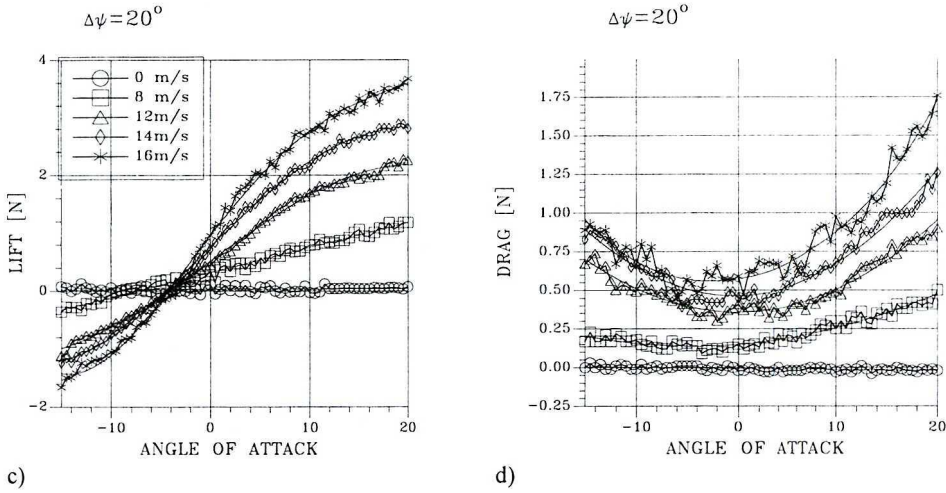 Δψ=20°
4
2
0
-2
LIFT [N]
0 m/s
8 m/s
12m/s
14m/s
16m/s
-10
0
10
20
ANGLE OF ATTACK
c)
Δψ=20°
1.75
1.50
1.25
1.00
0.75
0.50
0.25
0.00
-0.25
DRAG [N]
-10
0
10
20
ANGLE OF ATTACK
d)